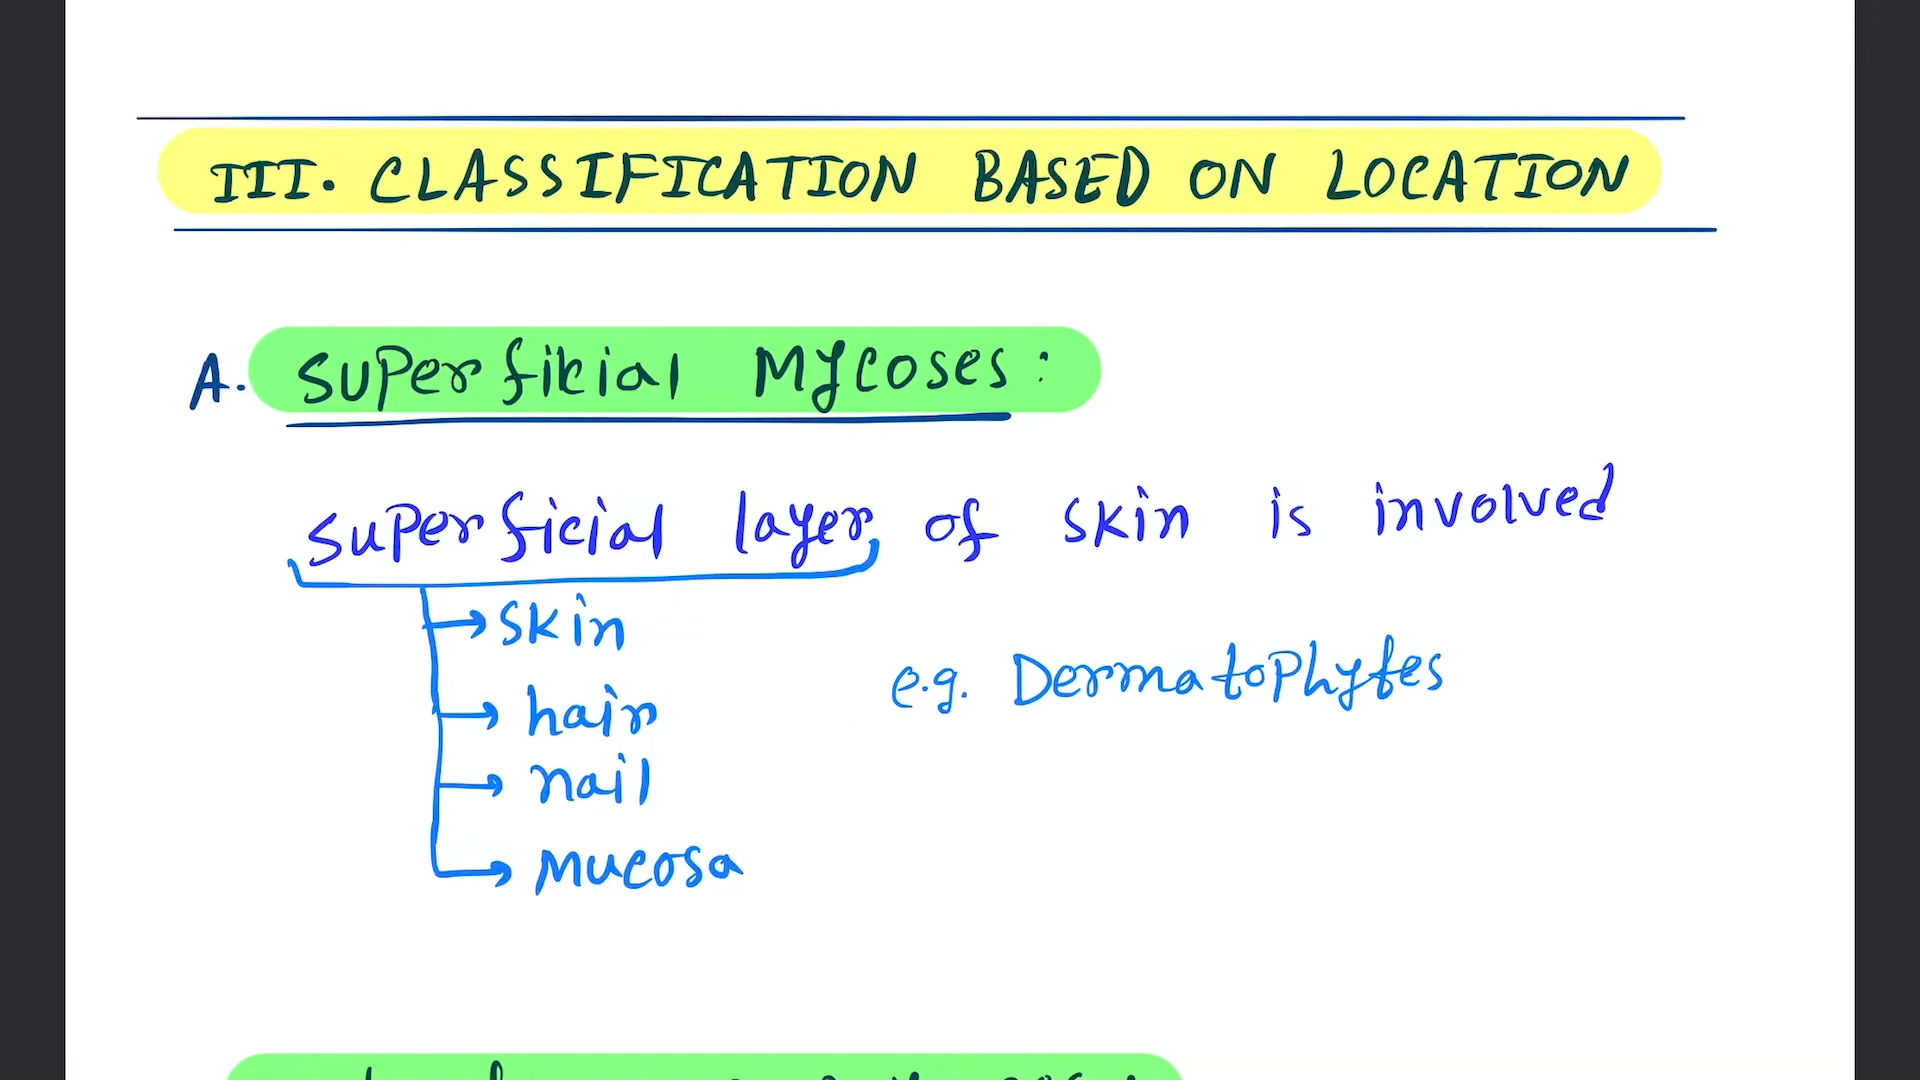 III. CLASSIFICATION BASED ON LOCATION
A. Superficial Mycoses:
Superficial layer of skin is involved
→ skin
→ hair
e.g. Dermatophytes
→ nail
→ Mucosa